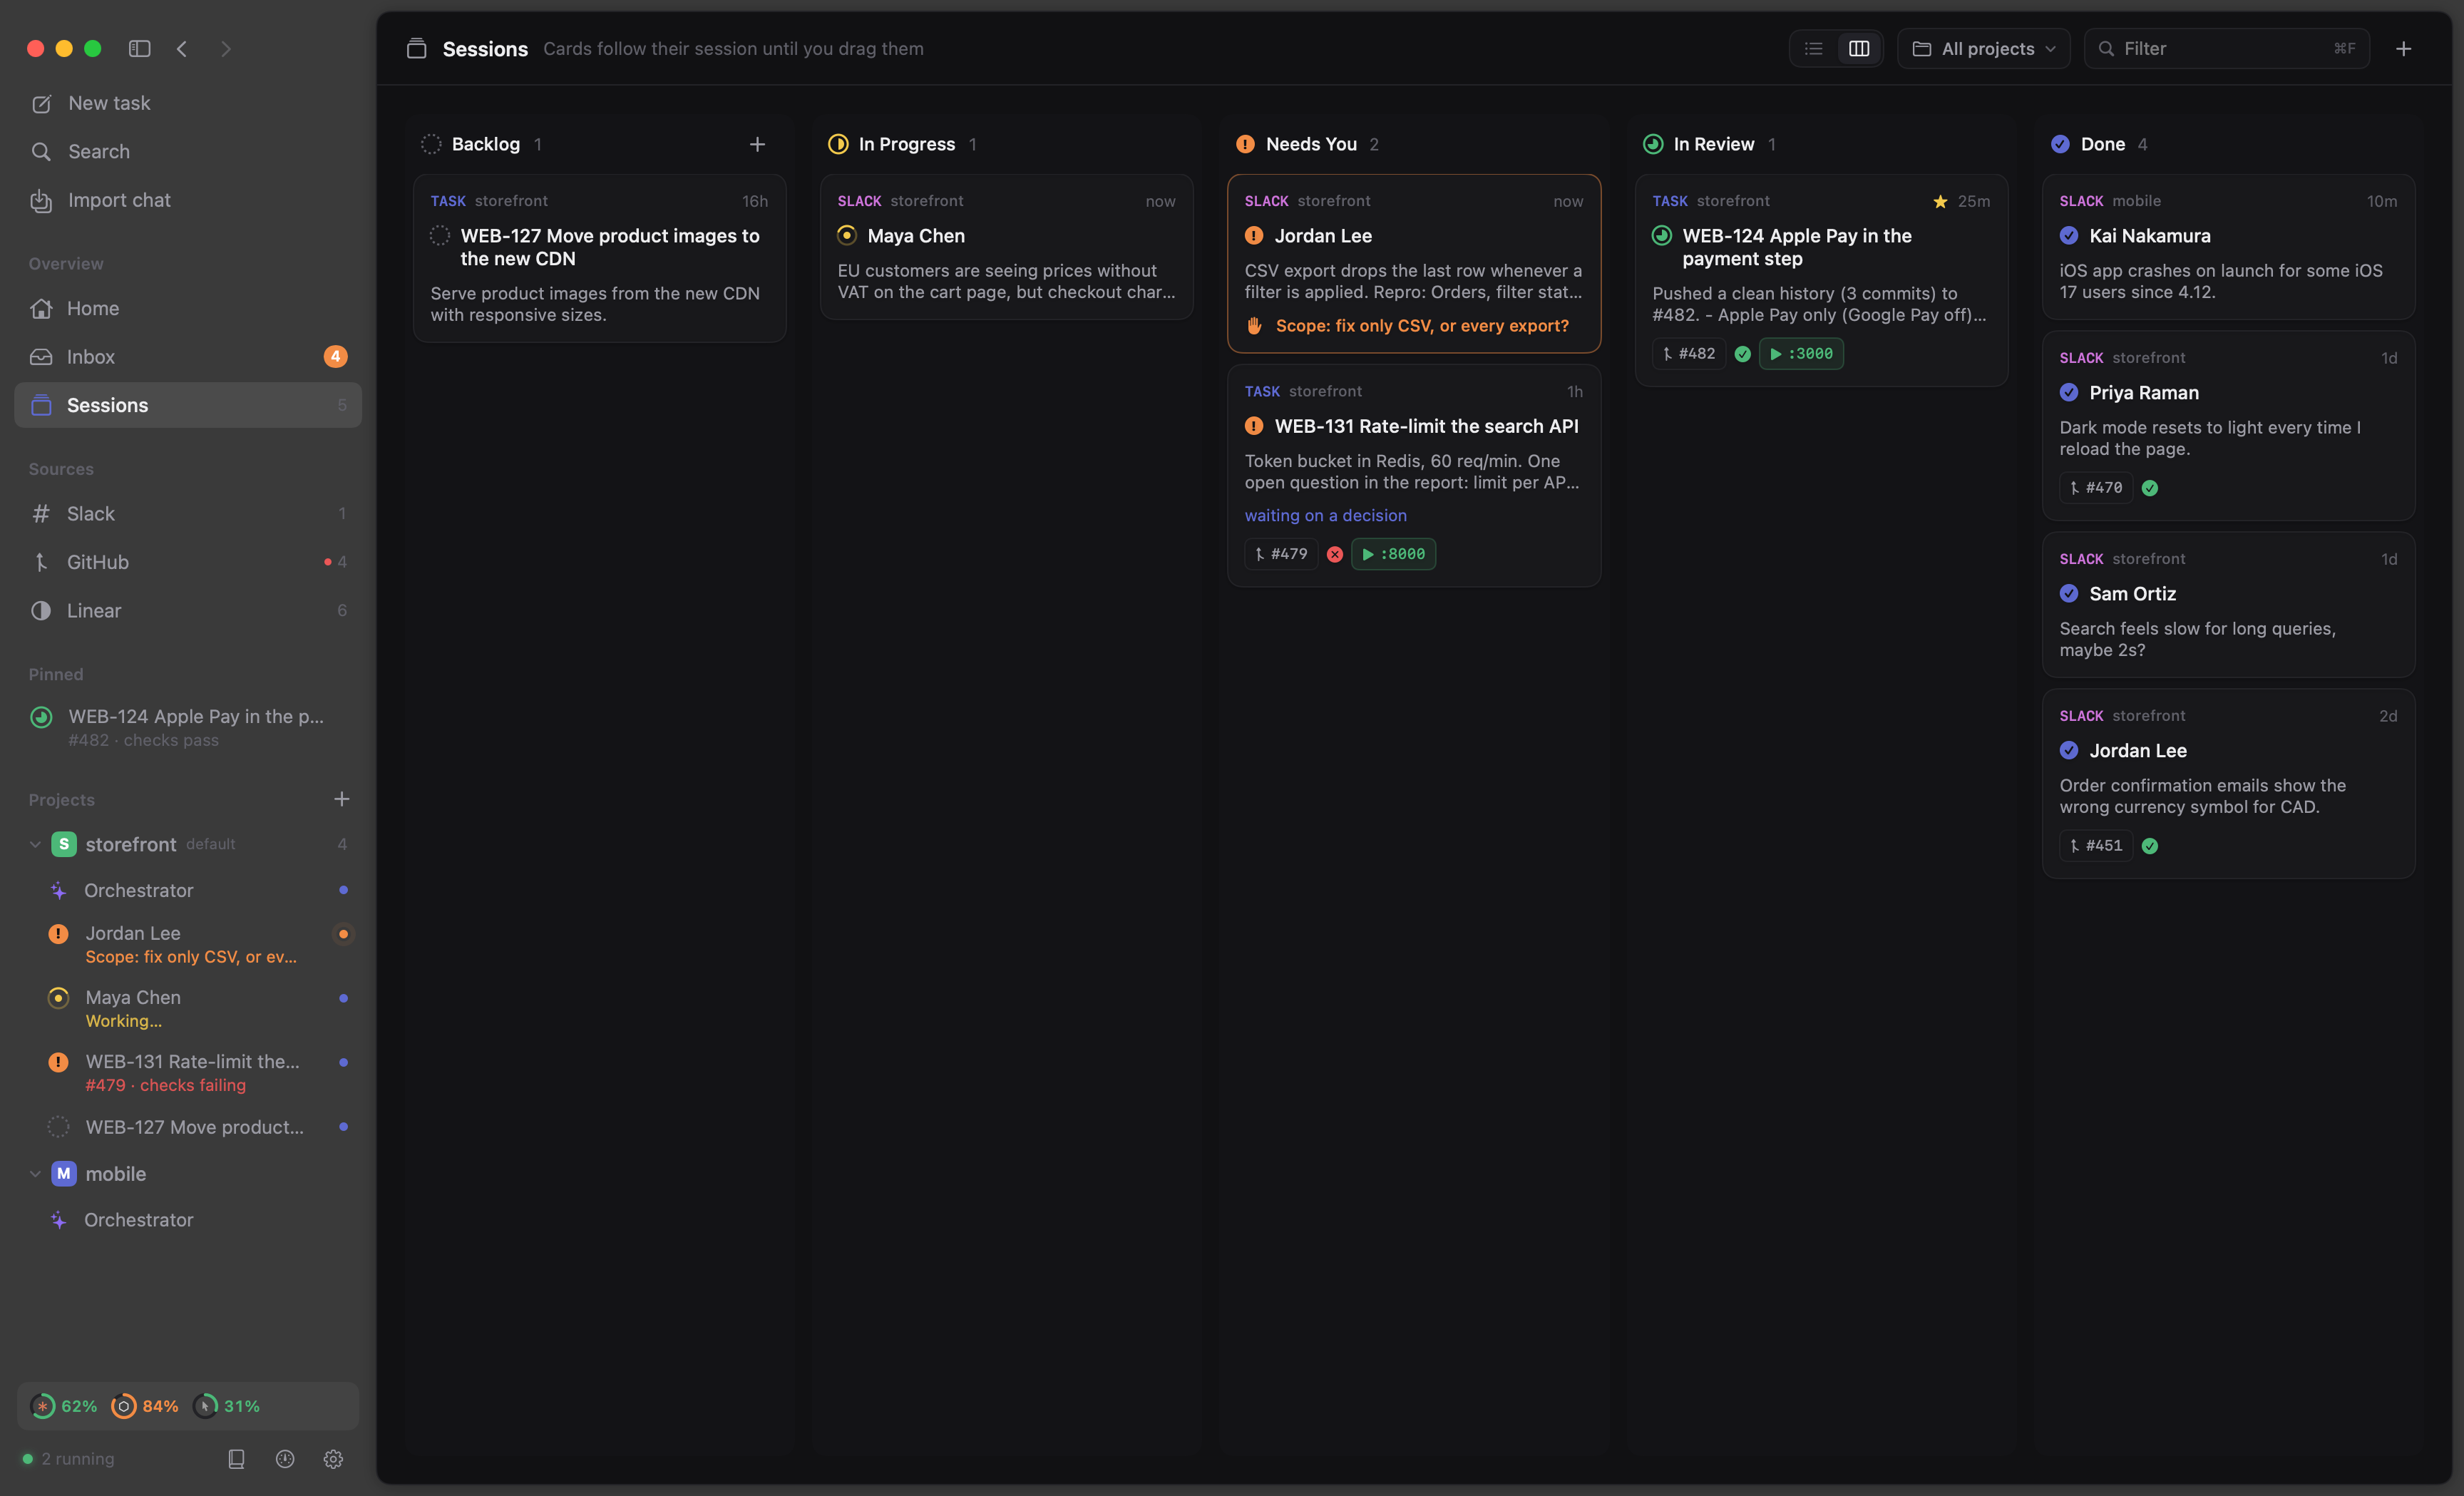 New task
Search
Import chat
Overview
Home
Inbox 4
Sessions 5
Sources
Slack 1
GitHub 4
Linear 6
Pinned
WEB-124 Apple Pay in the p...
#482 · checks pass
Projects
S storefront default 4
Orchestrator
Jordan Lee
Scope: fix only CSV, or ev...
Maya Chen
Working...
WEB-131 Rate-limit the...
#479 · checks failing
WEB-127 Move product...
M mobile
Orchestrator
62% 84% 31%
2 running
Sessions Cards follow their session until you drag them
All projects
Filter ⌘F
Backlog 1
TASK storefront 16h
WEB-127 Move product images to
the new CDN
Serve product images from the new CDN
with responsive sizes.
In Progress 1
SLACK storefront now
Maya Chen
EU customers are seeing prices without
VAT on the cart page, but checkout char...
Needs You 2
SLACK storefront now
Jordan Lee
CSV export drops the last row whenever a
filter is applied. Repro: Orders, filter stat...
Scope: fix only CSV, or every export?
TASK storefront 1h
WEB-131 Rate-limit the search API
Token bucket in Redis, 60 req/min. One
open question in the report: limit per AP...
waiting on a decision
#479 :8000
In Review 1
TASK storefront 25m
WEB-124 Apple Pay in the
payment step
Pushed a clean history (3 commits) to
#482. - Apple Pay only (Google Pay off)...
#482 :3000
Done 4
SLACK mobile 10m
Kai Nakamura
iOS app crashes on launch for some iOS
17 users since 4.12.
SLACK storefront 1d
Priya Raman
Dark mode resets to light every time I
reload the page.
#470
SLACK storefront 1d
Sam Ortiz
Search feels slow for long queries,
maybe 2s?
SLACK storefront 2d
Jordan Lee
Order confirmation emails show the
wrong currency symbol for CAD.
#451